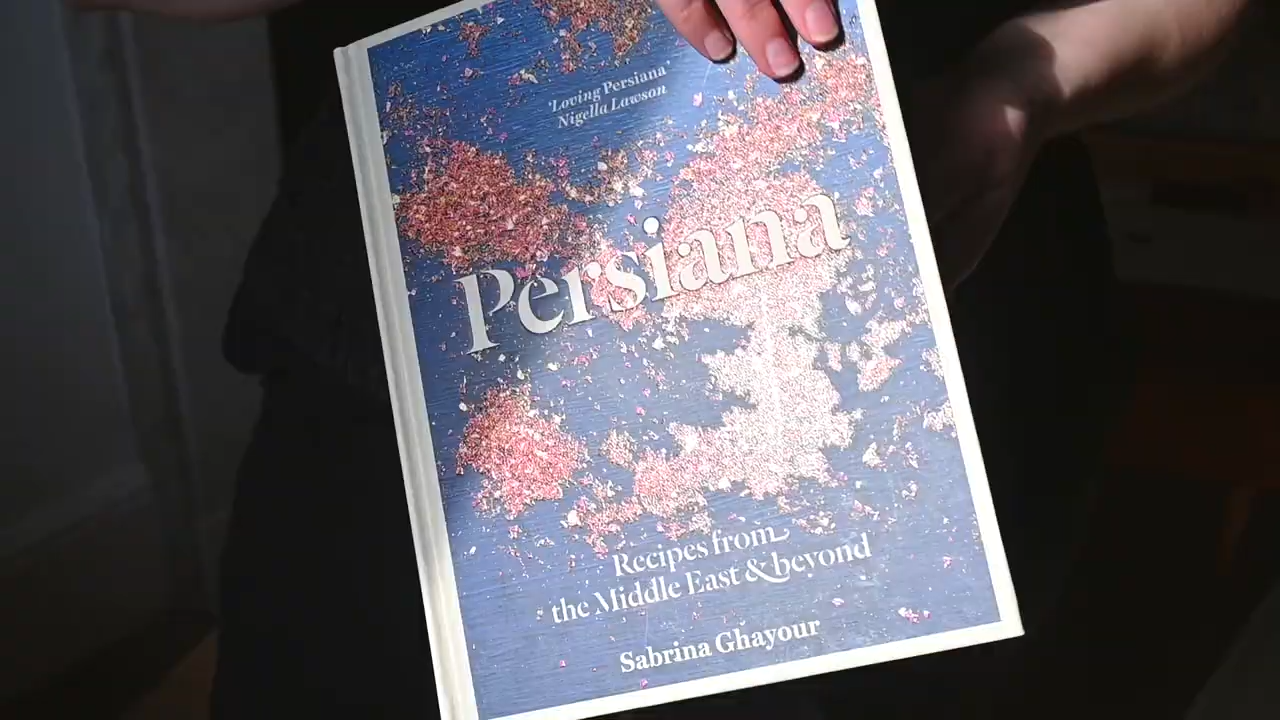 'Loving Persiana'
Nigella Lawson
Persiana
Recipes from
the Middle East & beyond
Sabrina Ghayour